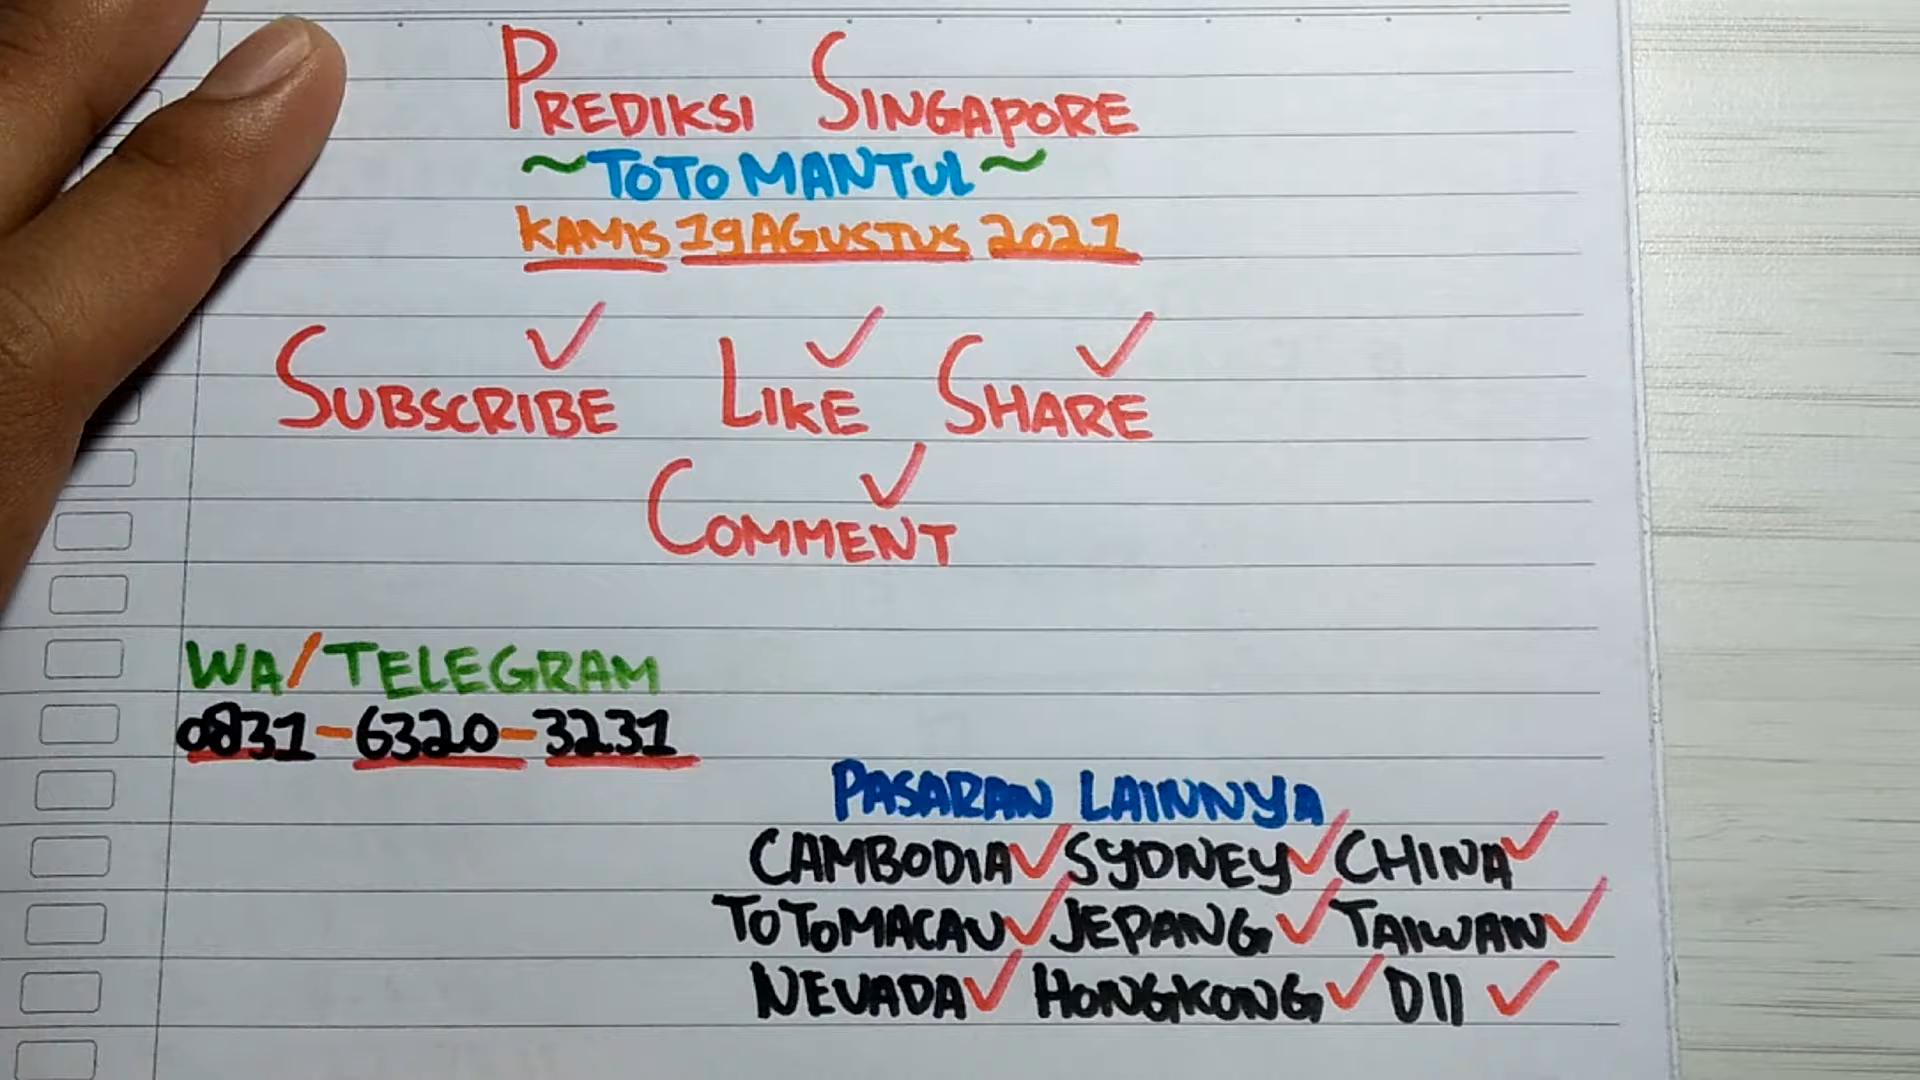 PREDIKSI SINGAPORE
~TOTO MANTUL~
KAMIS 19 AGUSTUS 2021
SUBSCRIBE LIKE SHARE
COMMENT
WA/TELEGRAM
0831-6320-3231
PASARAN LAINNYA
CAMBODIA✓SYDNEY✓CHINA✓
TOTOMACAU✓JEPANG✓TAIWAN✓
NEVADA✓HONGKONG✓Dll✓